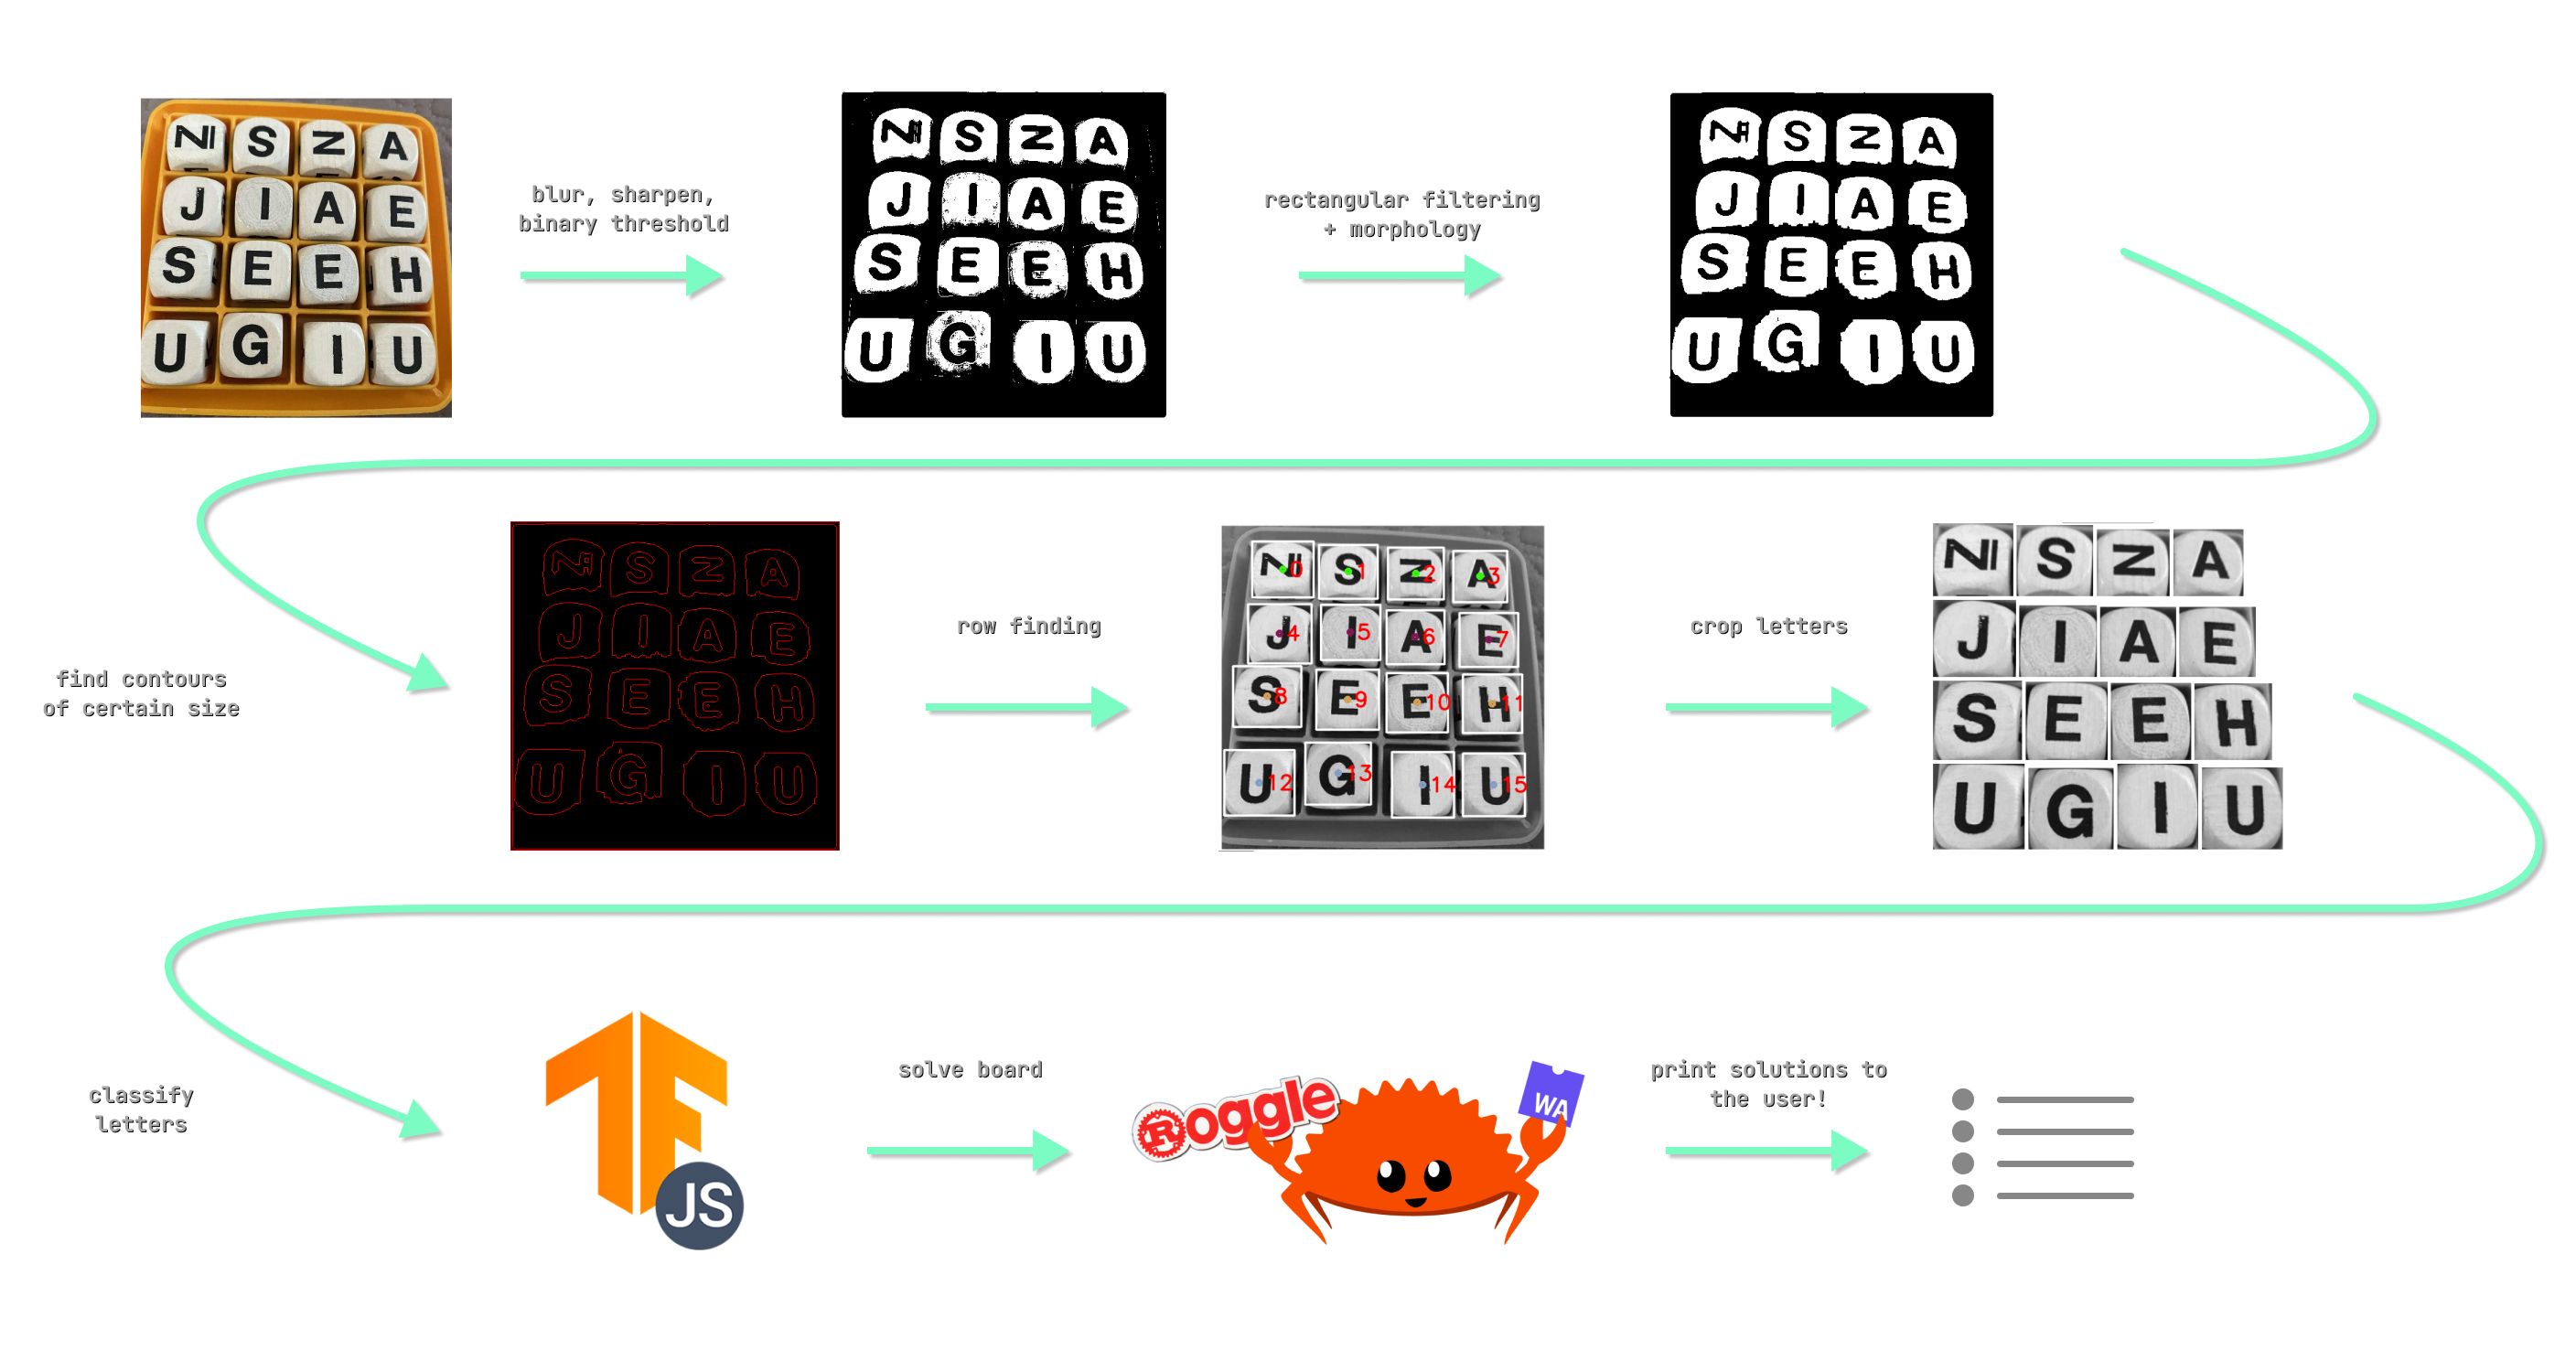 N S Z A
J I A E
S E E H
U G I U
blur, sharpen,
binary threshold
N S Z A
J I A E
S E E H
U G I U
rectangular filtering
+ morphology
N S Z A
J I A E
S E E H
U G I U
find contours
of certain size
N S Z A
J I A E
S E E H
U G I U
row finding
N 0 S 1 Z 2 A 3
J 4 I 5 A 6 E 7
S 8 E 9 E 10 H 11
U 12 G 13 I 14 U 15
crop letters
N S Z A
J I A E
S E E H
U G I U
classify
letters
TF
JS
solve board
Roggle
WA
print solutions to
the user!